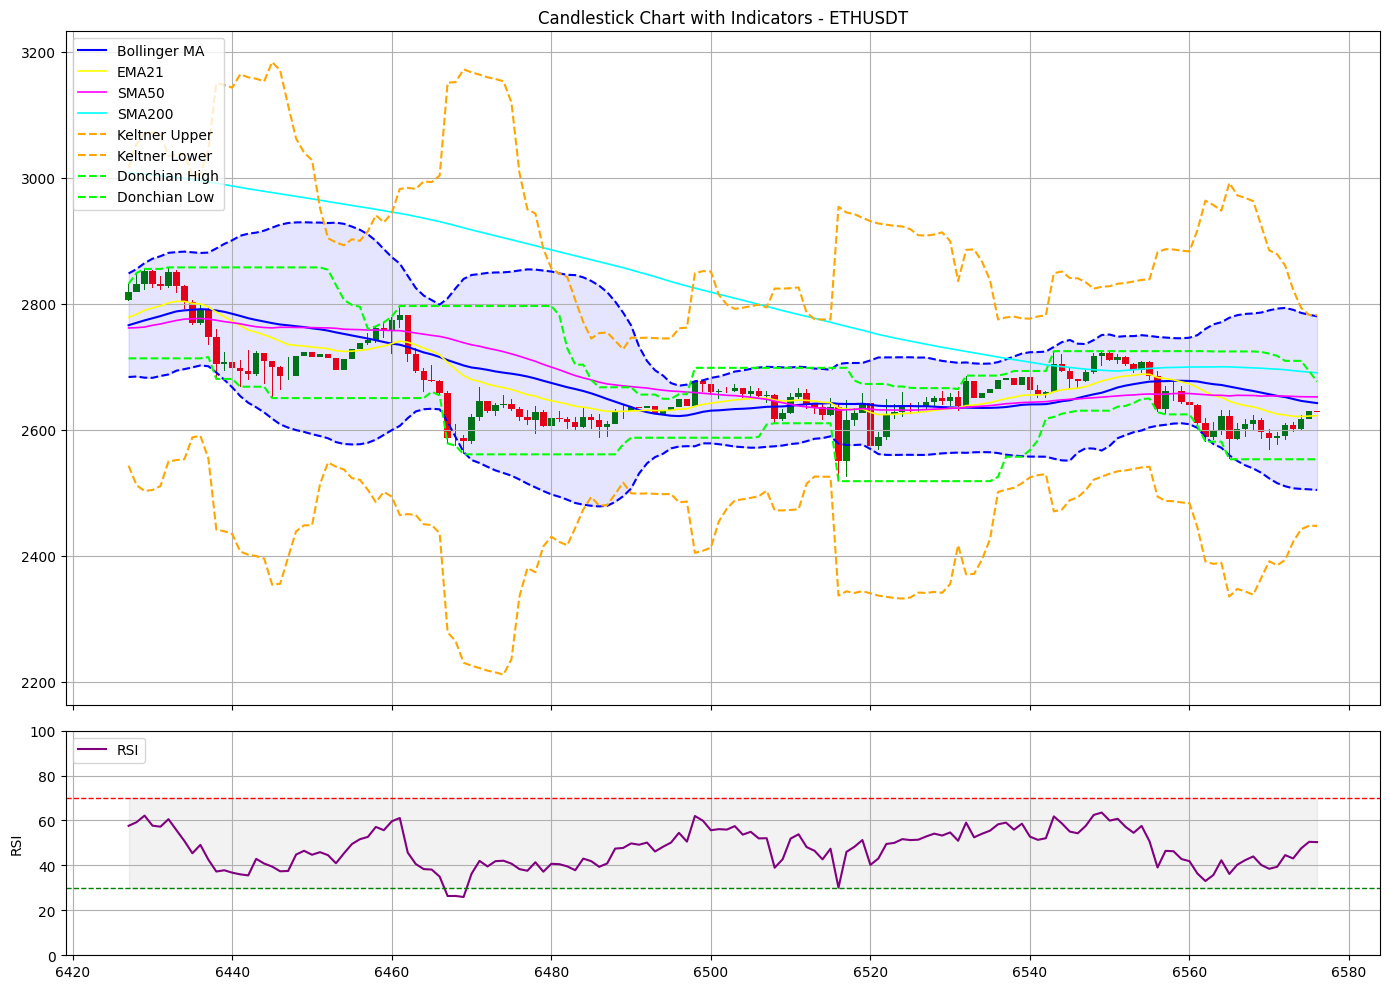 Candlestick Chart with Indicators - ETHUSDT
3200
3000
2800
2600
2400
2200
Bollinger MA
EMA21
SMA50
SMA200
Keltner Upper
Keltner Lower
Donchian High
Donchian Low
100
80
60
40
20
0
RSI
RSI
6420 6440 6460 6480 6500 6520 6540 6560 6580